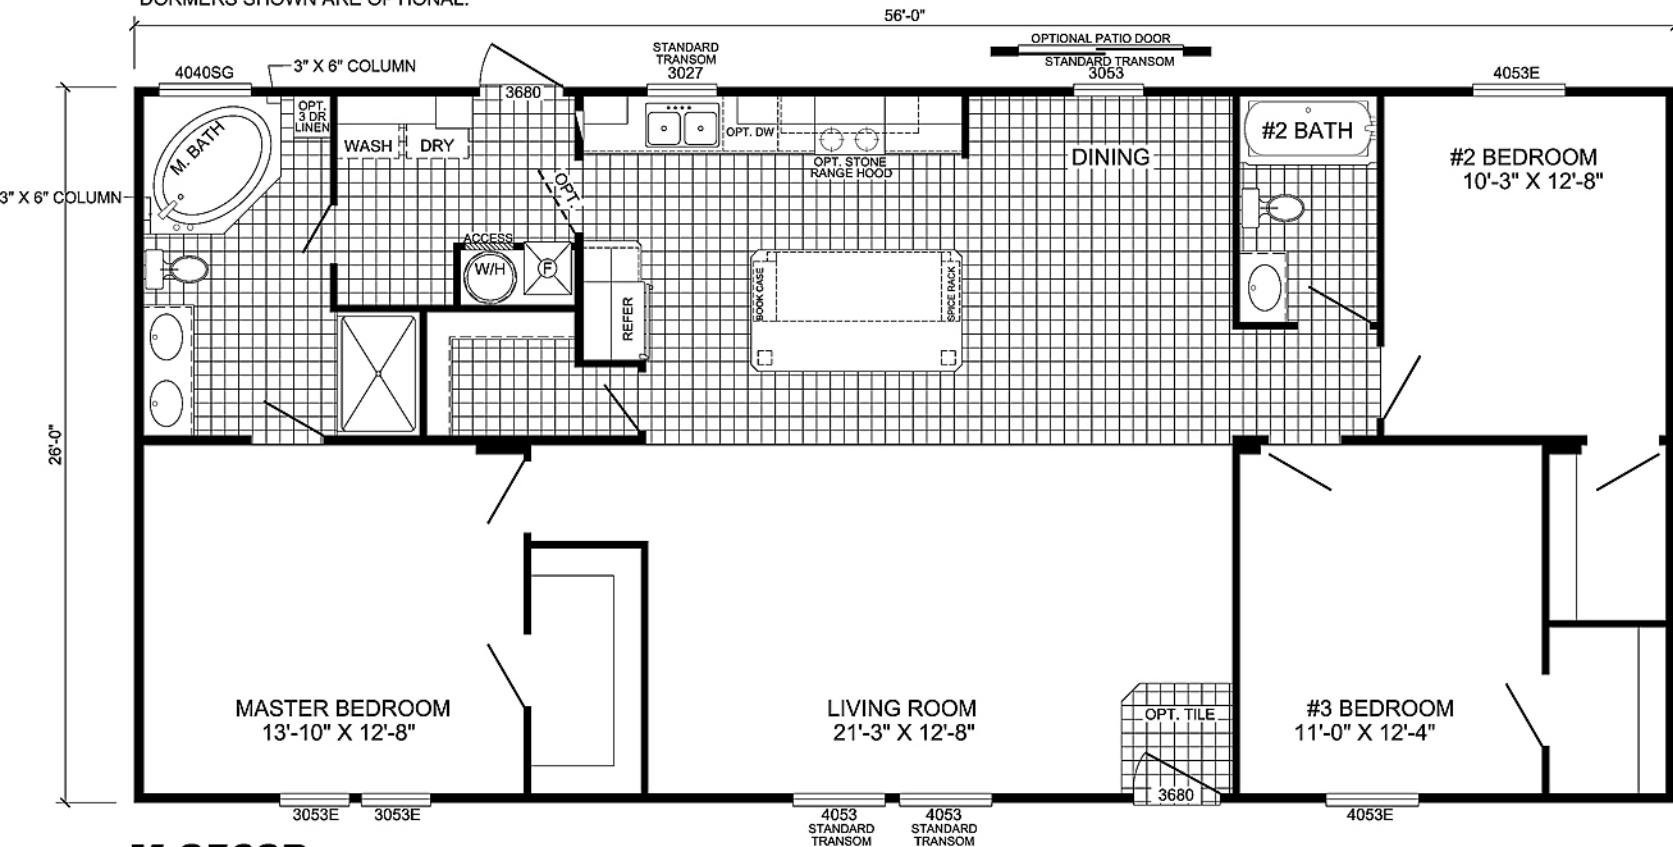 DORMERS SHOWN ARE OPTIONAL.
56'-0"
OPTIONAL PATIO DOOR
STANDARD TRANSOM
3053
STANDARD
TRANSOM
3027
3" X 6" COLUMN
4040SG
4053E
3680
OPT.
3 DR
LINEN
M. BATH
WASH
DRY
OPT. DW
OPT. STONE
RANGE HOOD
DINING
#2 BATH
#2 BEDROOM
10'-3" X 12'-8"
3" X 6" COLUMN
OPT.
ACCESS
W/H
F
REFER
BOOK CASE
SPICE RACK
26'-0"
MASTER BEDROOM
13'-10" X 12'-8"
LIVING ROOM
21'-3" X 12'-8"
OPT. TILE
#3 BEDROOM
11'-0" X 12'-4"
3680
3053E
3053E
4053
STANDARD
TRANSOM
4053
STANDARD
TRANSOM
4053E